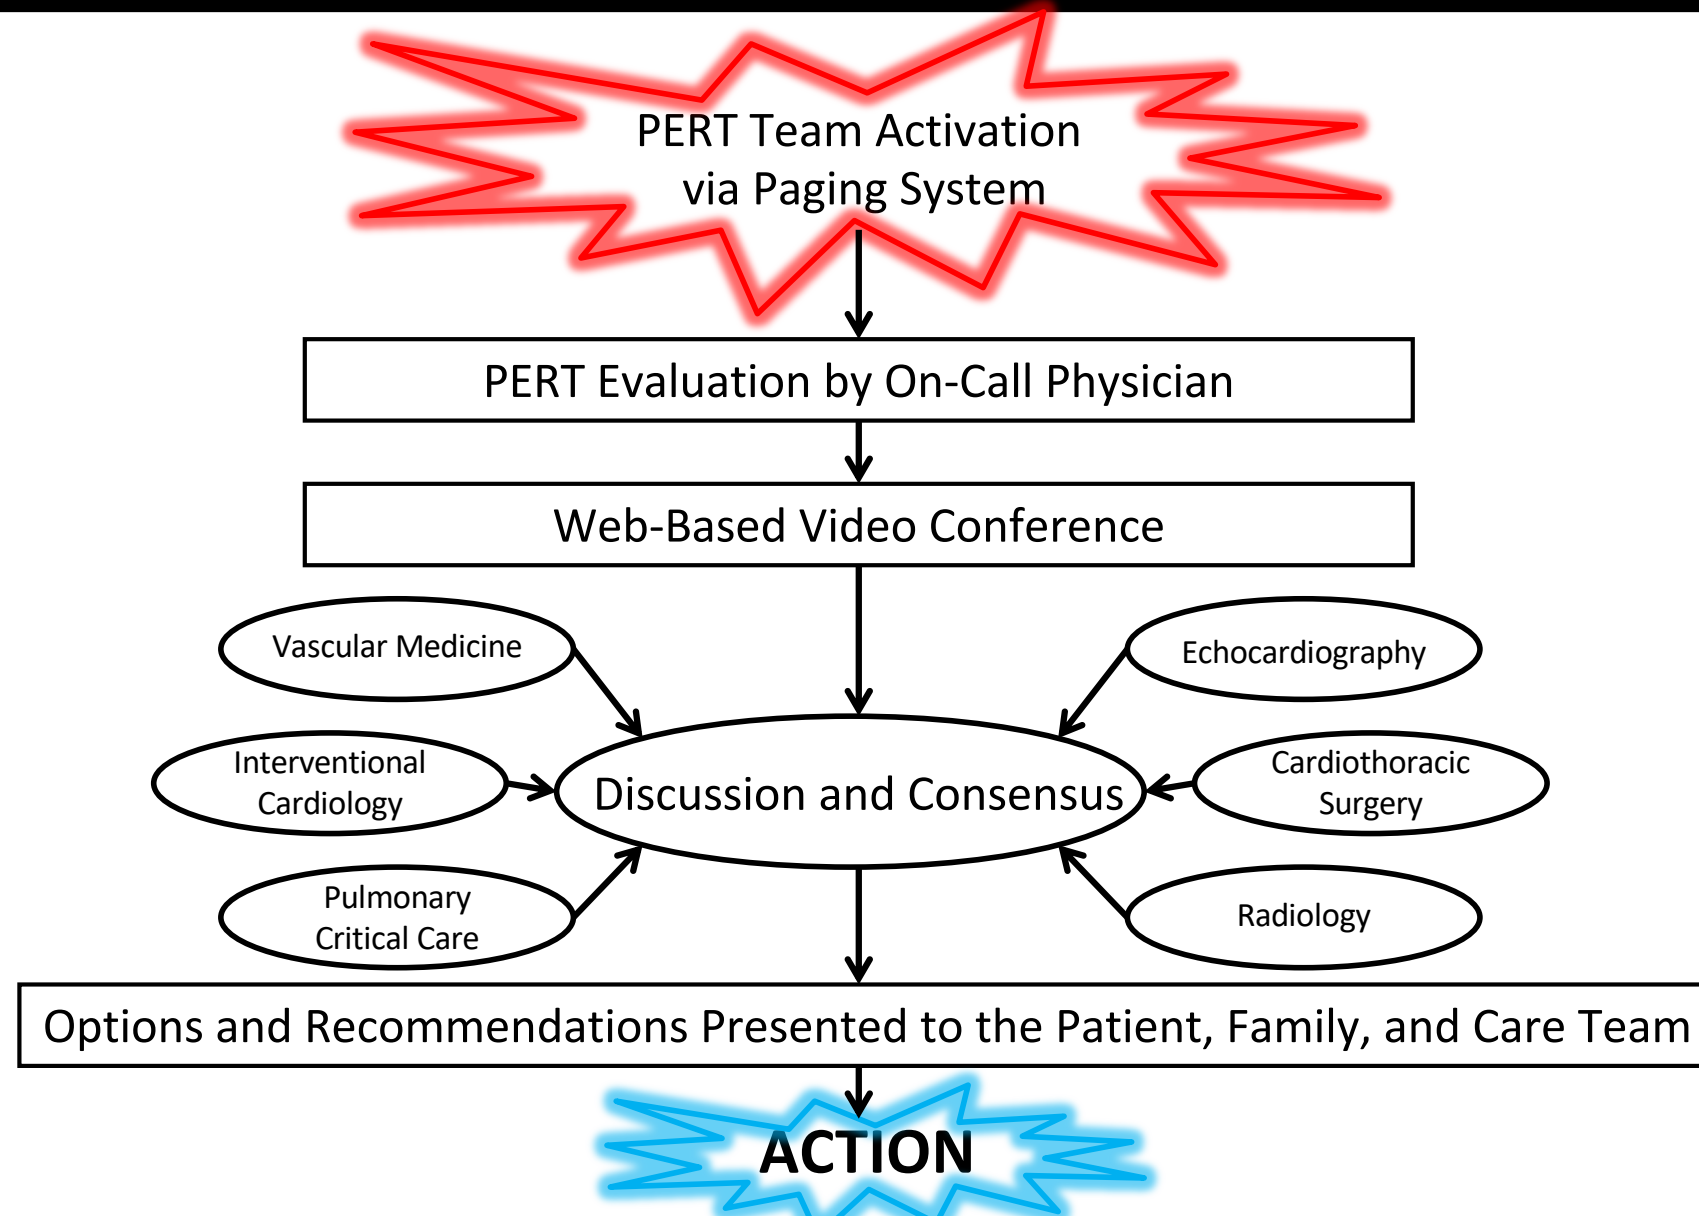 PERT Team Activation
via Paging System
PERT Evaluation by On-Call Physician
Web-Based Video Conference
Vascular Medicine
Echocardiography
Interventional
Cardiology
Discussion and Consensus
Cardiothoracic
Surgery
Pulmonary
Critical Care
Radiology
Options and Recommendations Presented to the Patient, Family, and Care Team
ACTION